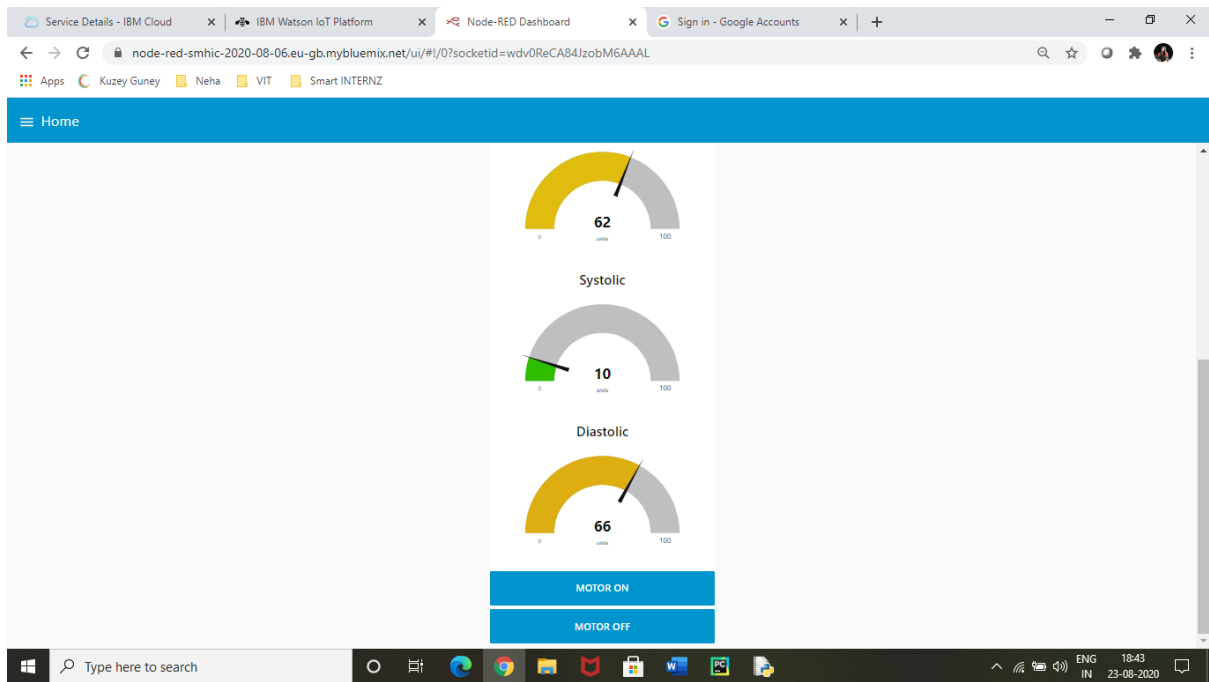 Service Details - IBM Cloud
IBM Watson IoT Platform
Node-RED Dashboard
Sign in - Google Accounts
node-red-smhic-2020-08-06.eu-gb.mybluemix.net/ui/#!/0?socketid=wdv0ReCA84JzobM6AAAL
Apps
Kuzey Guney
Neha
VIT
Smart INTERNZ
Home
62
0 units 100
Systolic
10
0 units 100
Diastolic
66
0 units 100
MOTOR ON
MOTOR OFF
Type here to search
ENG
IN
18:43
23-08-2020